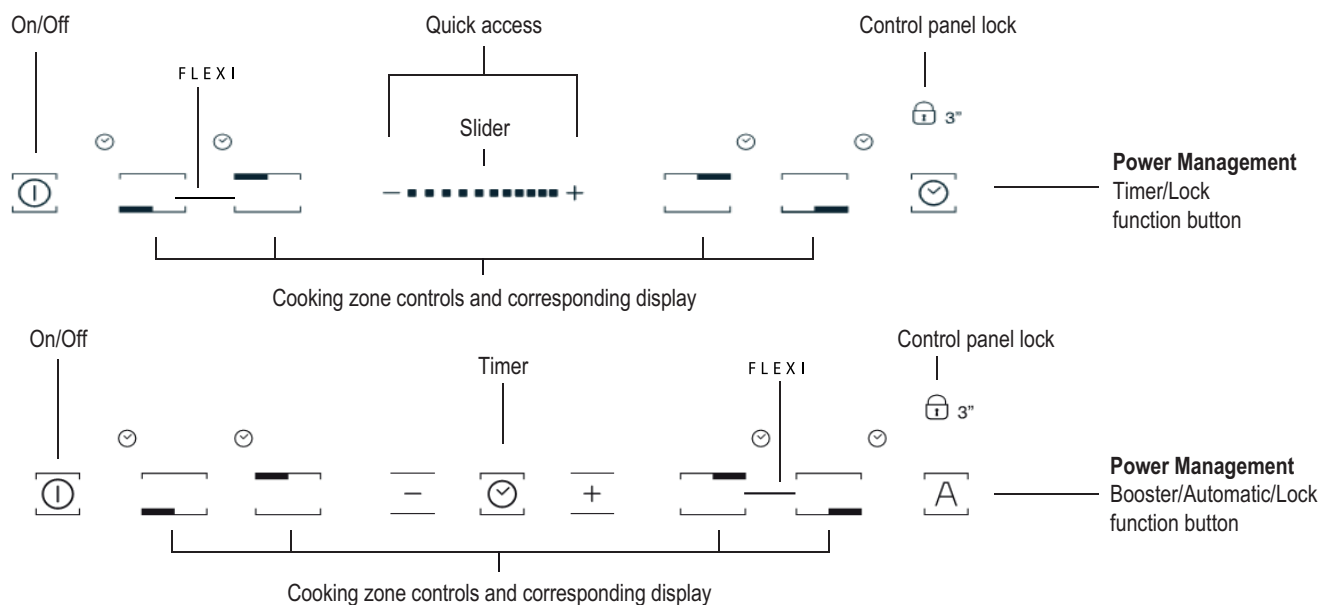 On/Off
Quick access
Control panel lock
FLEXI
Slider
3”
Power Management
Timer/Lock
function button
− +
Cooking zone controls and corresponding display
On/Off
Timer
FLEXI
Control panel lock
3”
Power Management
Booster/Automatic/Lock
function button
− + A
Cooking zone controls and corresponding display